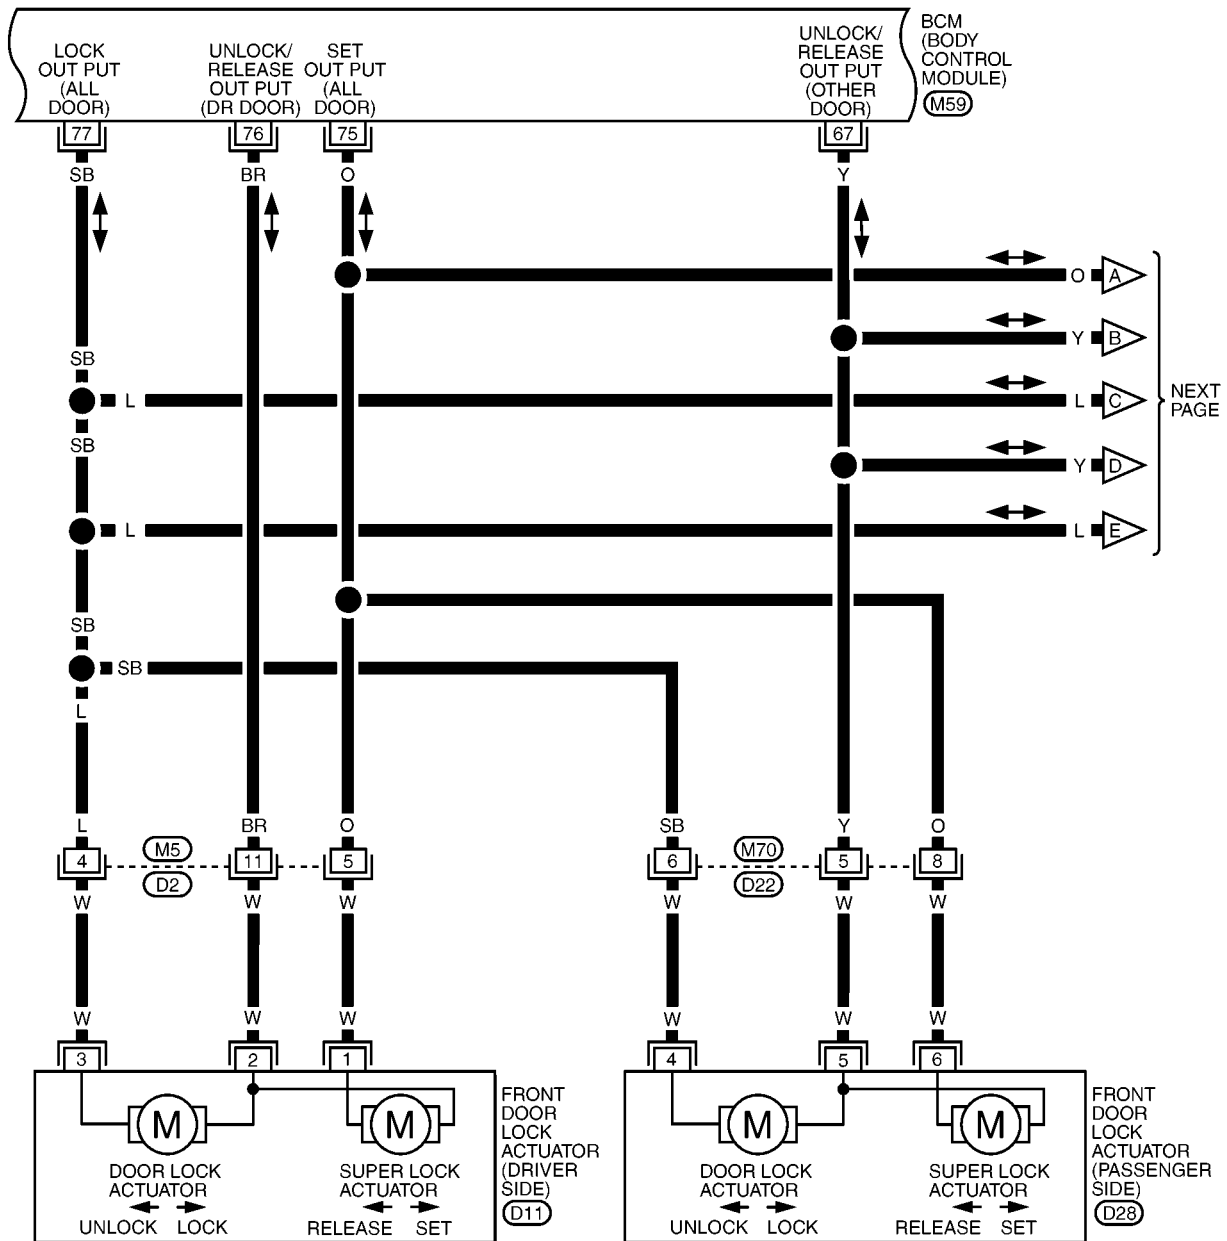 LOCK
OUT PUT
(ALL
DOOR)
UNLOCK/
RELEASE
OUT PUT
(DR DOOR)
SET
OUT PUT
(ALL
DOOR)
UNLOCK/
RELEASE
OUT PUT
(OTHER
DOOR)
BCM
(BODY
CONTROL
MODULE)
M59
77
76
75
67
SB
BR
O
Y
O
A
Y
B
SB
L
L
C
NEXT
PAGE
SB
Y
D
L
L
E
SB
SB
L
L
BR
O
SB
Y
O
4
M5
D2
11
5
6
M70
D22
5
8
W
W
W
W
W
W
W
W
W
W
W
W
3
2
1
4
5
6
M
M
M
M
DOOR LOCK
ACTUATOR
UNLOCK LOCK
SUPER LOCK
ACTUATOR
RELEASE SET
FRONT
DOOR
LOCK
ACTUATOR
(DRIVER
SIDE)
D11
DOOR LOCK
ACTUATOR
UNLOCK LOCK
SUPER LOCK
ACTUATOR
RELEASE SET
FRONT
DOOR
LOCK
ACTUATOR
(PASSENGER
SIDE)
D28